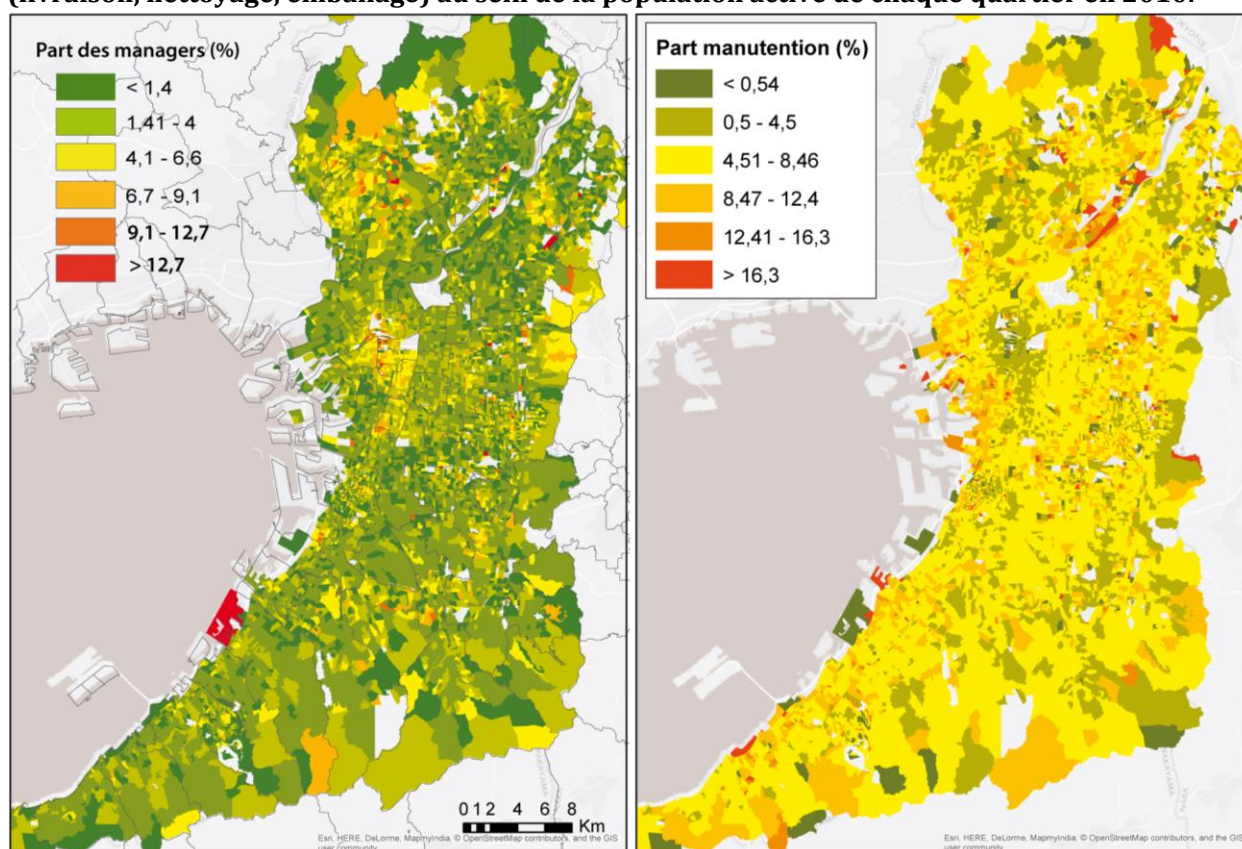 (livraison, nettoyage, emballage) au sein de la population active de chaque quartier en 2010.
Part des managers (%)
< 1,4
1,41 - 4
4,1 - 6,6
6,7 - 9,1
9,1 - 12,7
> 12,7
0 1 2 4 6 8
Km
Esri, HERE, DeLorme, MapmyIndia, © OpenStreetMap contributors, and the GIS
user community
Part manutention (%)
< 0,54
0,5 - 4,5
4,51 - 8,46
8,47 - 12,4
12,41 - 16,3
> 16,3
NARA
Esri, HERE, DeLorme, MapmyIndia, © OpenStreetMap contributors, and the GIS
user community